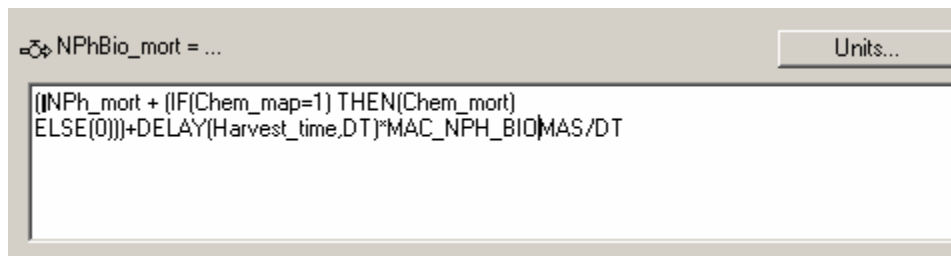 NPhBio_mort = ...
Units...
((NPh_mort + (IF(Chem_map=1) THEN(Chem_mort)
ELSE(0)))+DELAY(Harvest_time,DT)*MAC_NPH_BIOMAS/DT